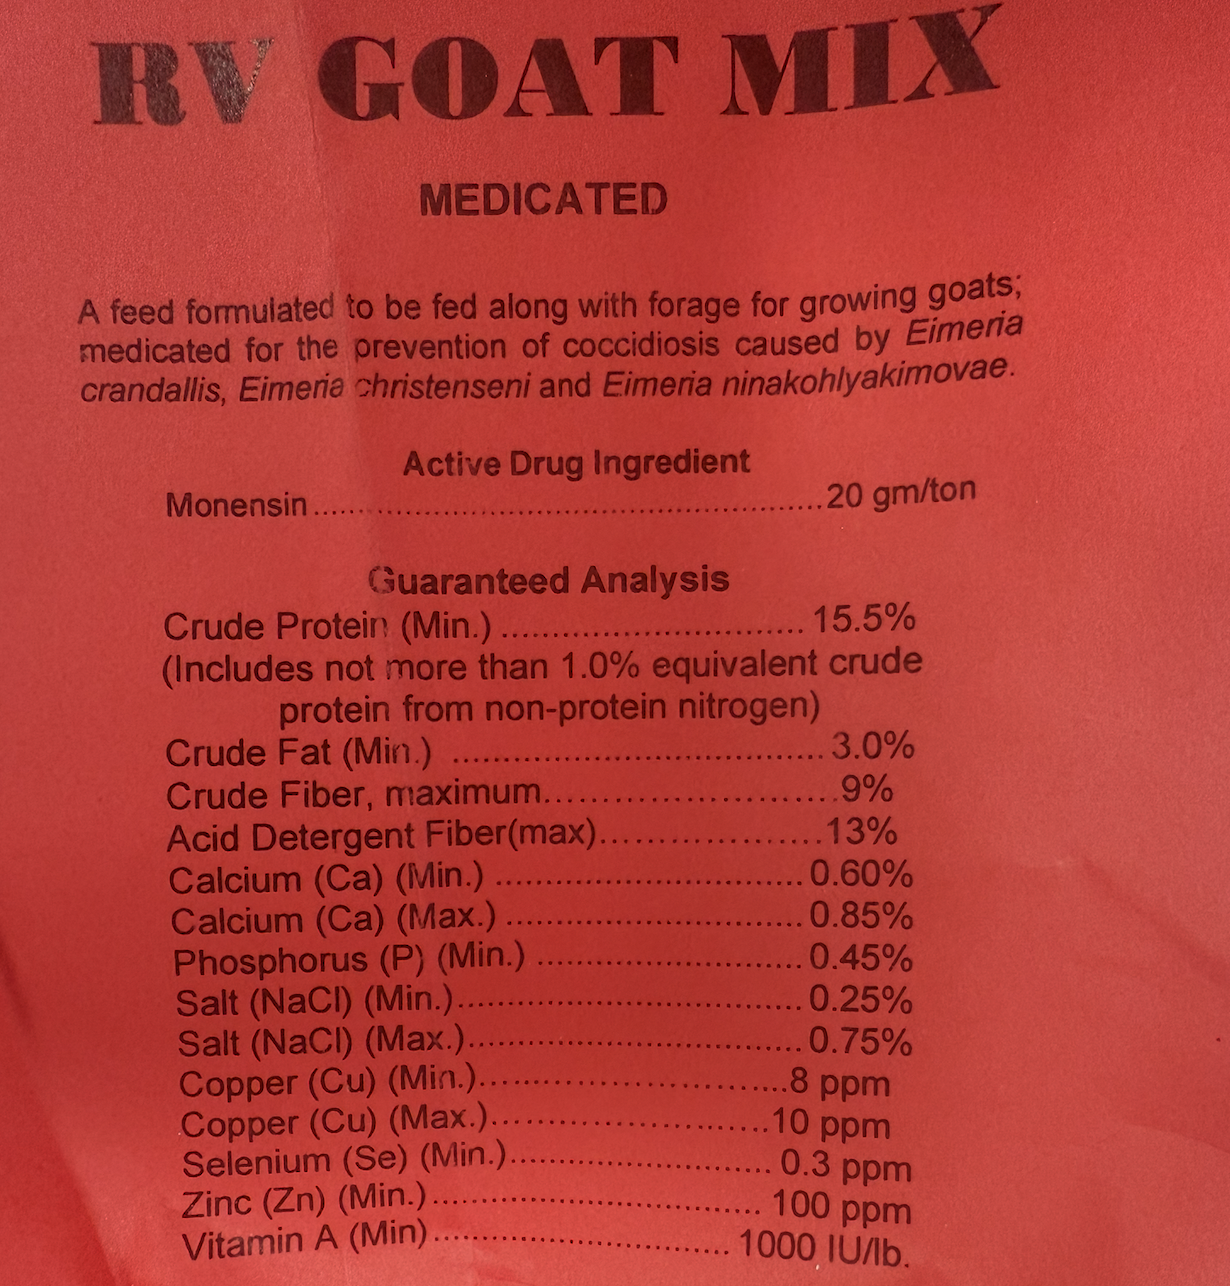 RV GOAT MIX
MEDICATED
A feed formulated to be fed along with forage for growing goats;
medicated for the prevention of coccidiosis caused by Eimeria
crandallis, Eimeria christenseni and Eimeria ninakohlyakimovae.
Active Drug Ingredient
Monensin......................................................20 gm/ton
Guaranteed Analysis
Crude Protein (Min.) .............................. 15.5%
(Includes not more than 1.0% equivalent crude
protein from non-protein nitrogen)
Crude Fat (Min.) .................................... 3.0%
Crude Fiber, maximum..........................9%
Acid Detergent Fiber(max)...................13%
Calcium (Ca) (Min.) .............................. 0.60%
Calcium (Ca) (Max.) ............................. 0.85%
Phosphorus (P) (Min.) .......................... 0.45%
Salt (NaCl) (Min.).................................. 0.25%
Salt (NaCl) (Max.)................................. 0.75%
Copper (Cu) (Min.)..............................8 ppm
Copper (Cu) (Max.)...........................10 ppm
Selenium (Se) (Min.)......................... 0.3 ppm
Zinc (Zn) (Min.)................................ 100 ppm
Vitamin A (Min)............................. 1000 IU/lb.